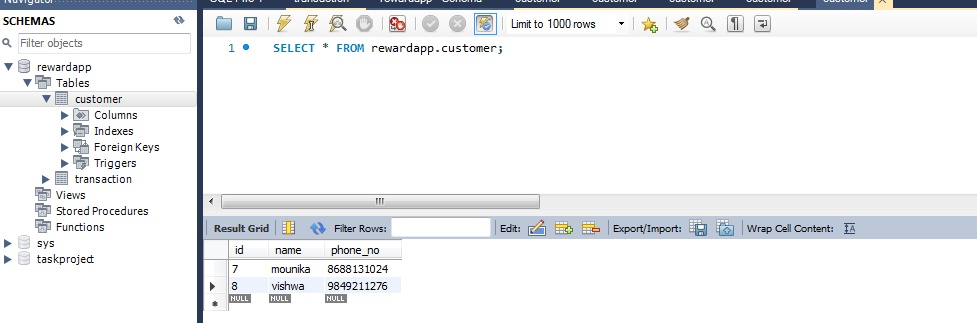 Navigator
SCHEMAS
Filter objects
rewardapp
Tables
customer
Columns
Indexes
Foreign Keys
Triggers
transaction
Views
Stored Procedures
Functions
sys
taskproject
Limit to 1000 rows
1 SELECT * FROM rewardapp.customer;
Result Grid Filter Rows: Edit: Export/Import: Wrap Cell Content:
id name phone_no
7 mounika 8688131024
8 vishwa 9849211276
NULL NULL NULL